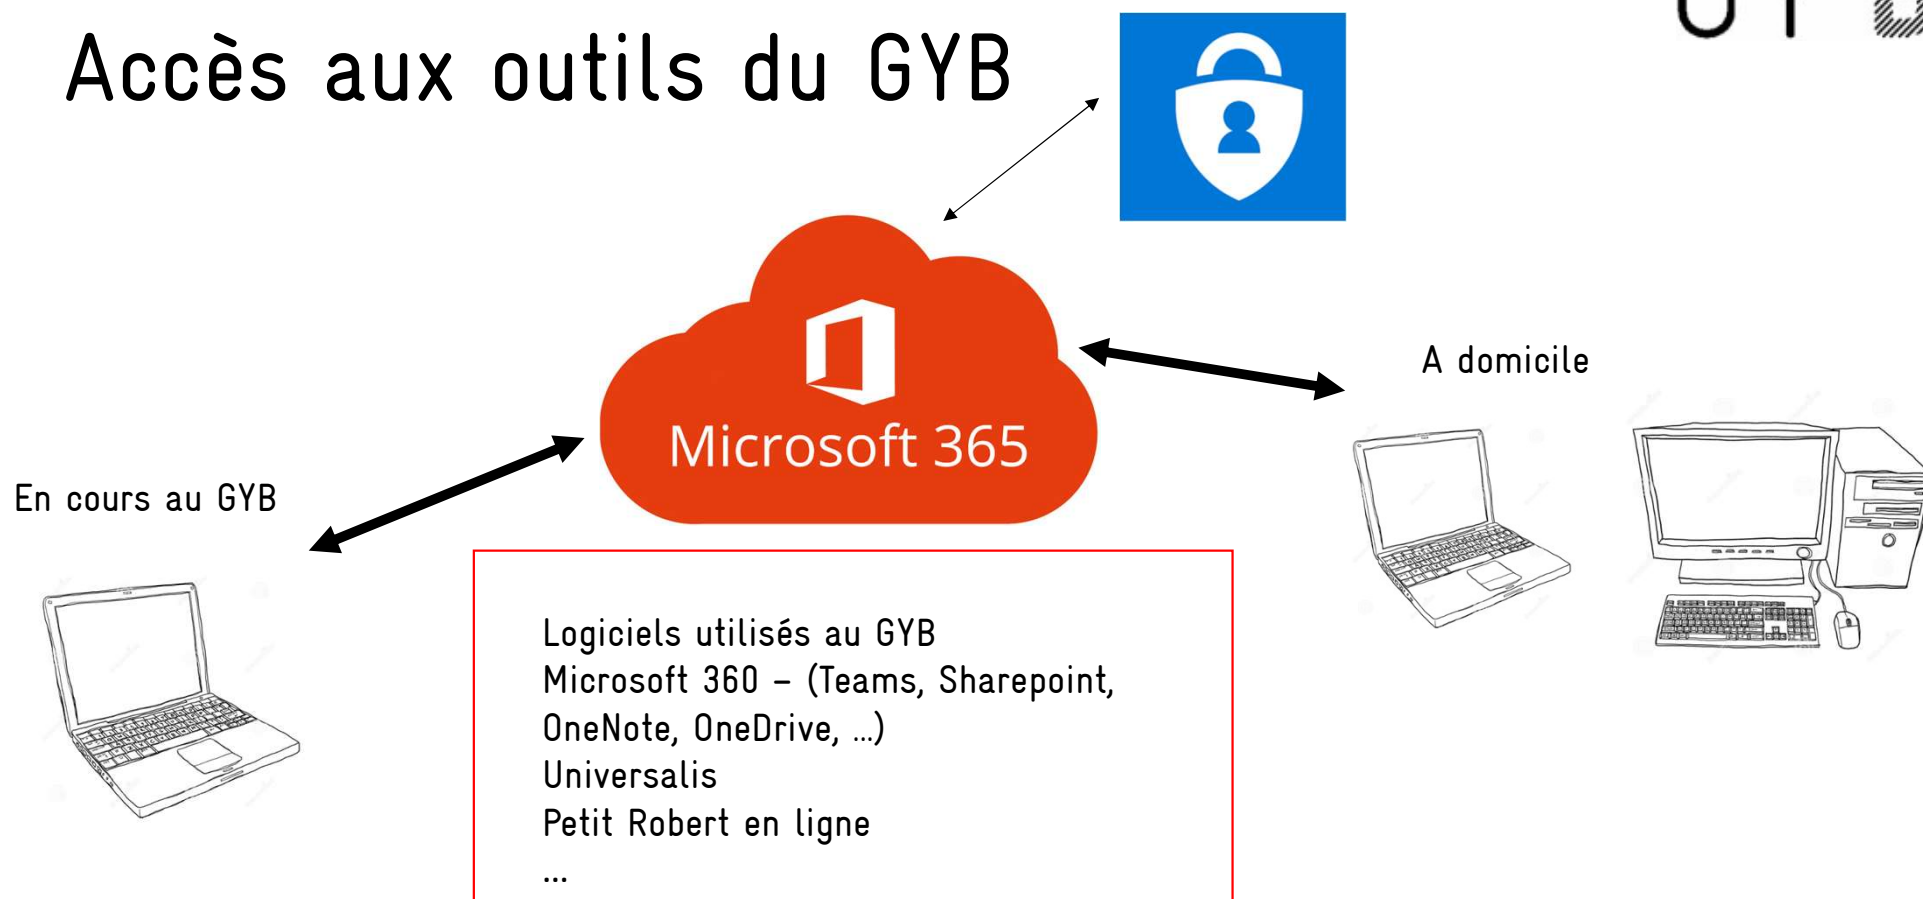 Accès aux outils du GYB
Microsoft 365
A domicile
En cours au GYB
Logiciels utilisés au GYB
Microsoft 360 – (Teams, Sharepoint,
OneNote, OneDrive, ...)
Universalis
Petit Robert en ligne
...